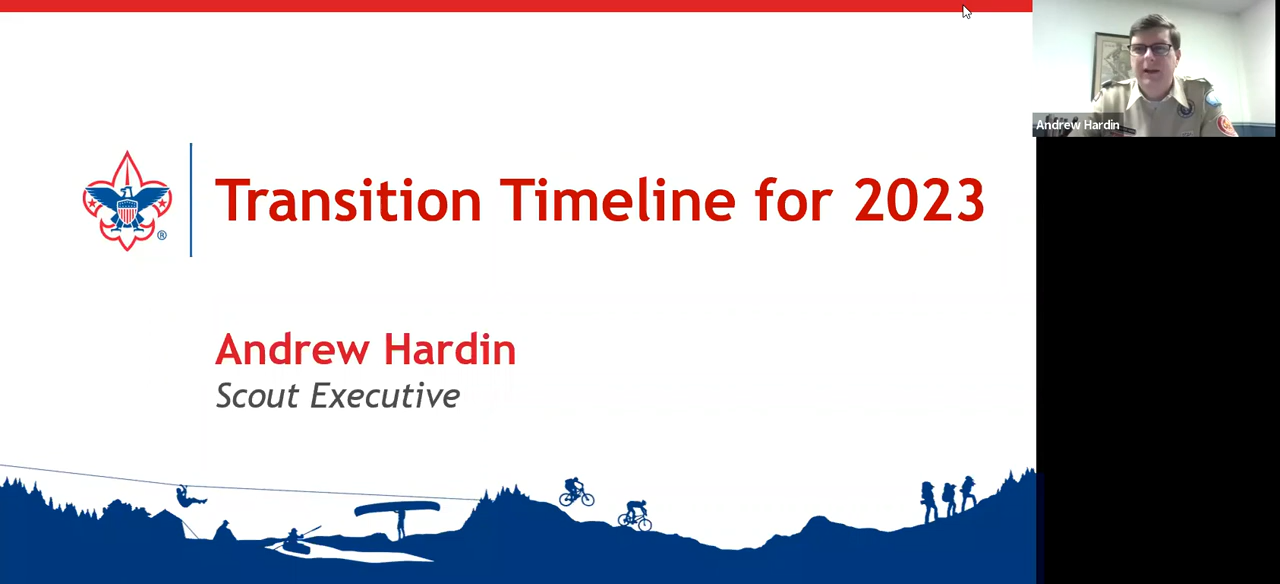 Transition Timeline for 2023
®
Andrew Hardin
Scout Executive
Andrew Hardin